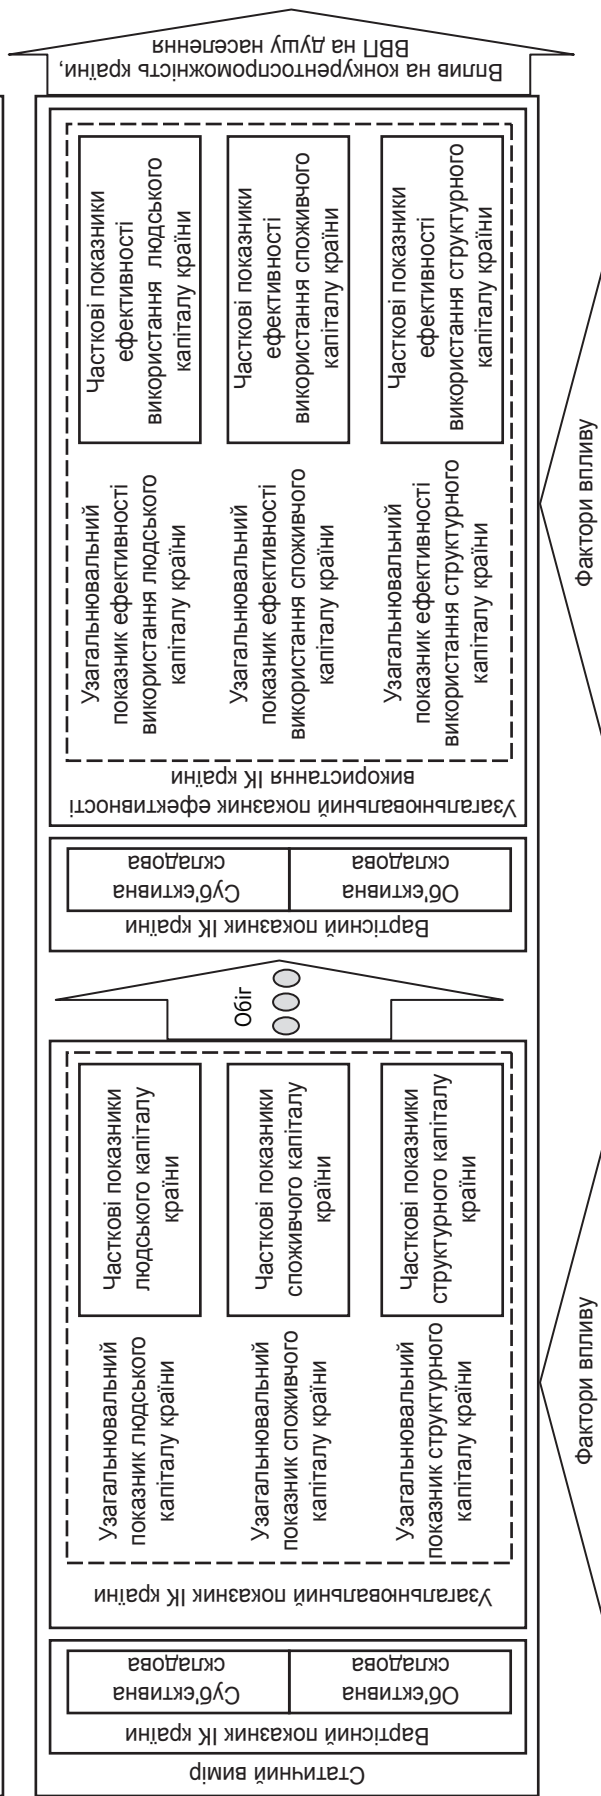 Статичний вимір
Вартісний показник ІК країни
Суб'єктивна
складова
Об'єктивна
складова
Узагальнювальний показник ІК країни
Узагальнювальний
показник людського
капіталу країни
Часткові показники
людського капіталу
країни
Узагальнювальний
показник споживчого
капіталу країни
Часткові показники
споживчого капіталу
країни
Узагальнювальний
показник структурного
капіталу країни
Часткові показники
структурного капіталу
країни
Фактори впливу
Обіг
Вартісний показник ІК країни
Суб'єктивна
складова
Об'єктивна
складова
Узагальнювальний показник ефективності
використання ІК країни
Узагальнювальний
показник ефективності
використання людського
капіталу країни
Часткові показники
ефективності
використання людського
капіталу країни
Узагальнювальний
показник ефективності
використання споживчого
капіталу країни
Часткові показники
ефективності
використання споживчого
капіталу країни
Узагальнювальний
показник ефективності
використання структурного
капіталу країни
Часткові показники
ефективності
використання структурного
капіталу країни
Фактори впливу
Вплив на конкурентоспроможність країни,
ВВП на душу населення